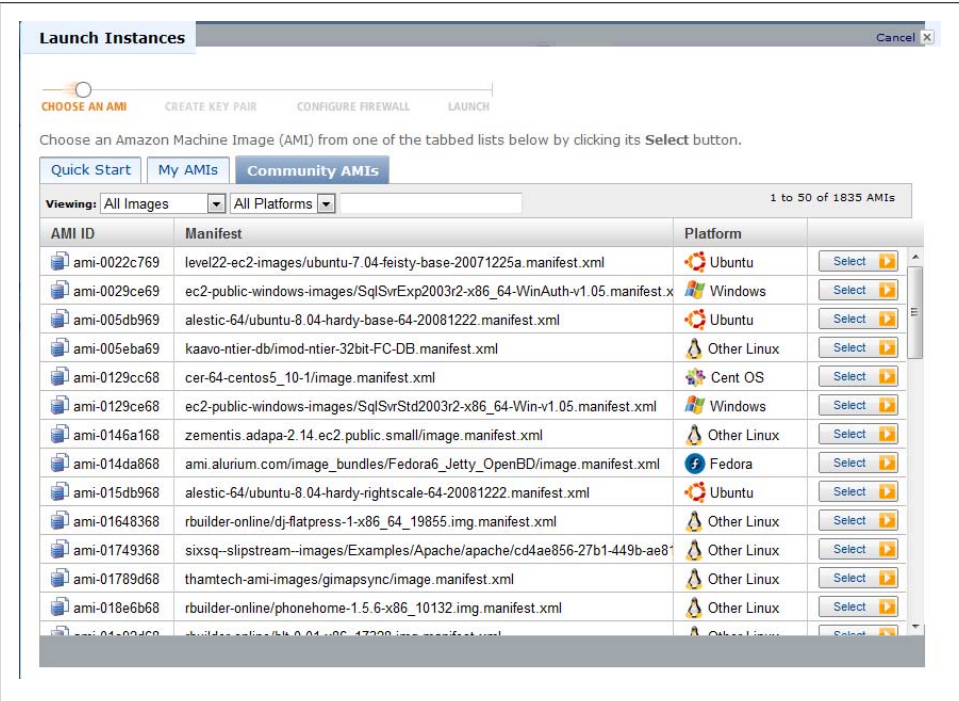 Launch Instances
Cancel
CHOOSE AN AMI CREATE KEY PAIR CONFIGURE FIREWALL LAUNCH
Choose an Amazon Machine Image (AMI) from one of the tabbed lists below by clicking its Select button.
Quick Start My AMIs Community AMIs
Viewing: All Images All Platforms 1 to 50 of 1835 AMIs
AMI ID Manifest Platform
ami-0022c769 level22-ec2-images/ubuntu-7.04-feisty-base-20071225a.manifest.xml Ubuntu Select
ami-0029ce69 ec2-public-windows-images/SqlSvrExp2003r2-x86_64-WinAuth-v1.05.manifest.x Windows Select
ami-005db969 alestic-64/ubuntu-8.04-hardy-base-64-20081222.manifest.xml Ubuntu Select
ami-005eba69 kaavo-ntier-db/imod-ntier-32bit-FC-DB.manifest.xml Other Linux Select
ami-0129cc68 cer-64-centos5_10-1/image.manifest.xml Cent OS Select
ami-0129ce68 ec2-public-windows-images/SqlSvrStd2003r2-x86_64-Win-v1.05.manifest.xml Windows Select
ami-0146a168 zementis.adapa-2.14.ec2.public.small/image.manifest.xml Other Linux Select
ami-014da868 ami.alurium.com/image_bundles/Fedora6_Jetty_OpenBD/image.manifest.xml Fedora Select
ami-015db968 alestic-64/ubuntu-8.04-hardy-rightscale-64-20081222.manifest.xml Ubuntu Select
ami-01648368 rbuilder-online/dj-flatpress-1-x86_64_19855.img.manifest.xml Other Linux Select
ami-01749368 sixsq--slipstream--images/Examples/Apache/apache/cd4ae856-27b1-449b-ae81 Other Linux Select
ami-01789d68 thamtech-ami-images/gimapsync/image.manifest.xml Other Linux Select
ami-018e6b68 rbuilder-online/phonehome-1.5.6-x86_10132.img.manifest.xml Other Linux Select
Other Linux Select